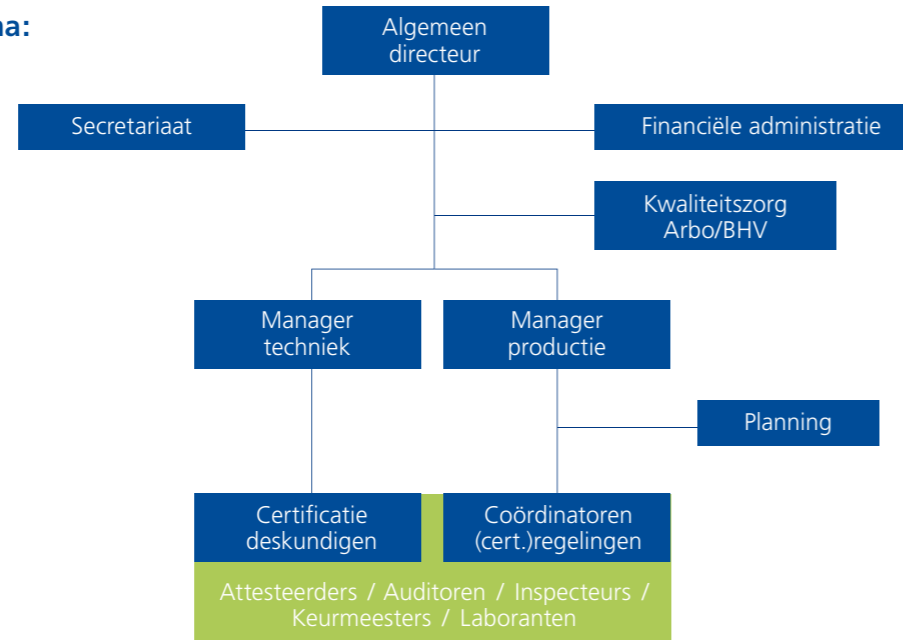 na:
Algemeen
directeur
Secretariaat
Financiële administratie
Kwaliteitszorg
Arbo/BHV
Manager
techniek
Manager
productie
Planning
Certificatie
deskundigen
Coördinatoren
(cert.)regelingen
Attesteerders / Auditoren / Inspecteurs /
Keurmeesters / Laboranten